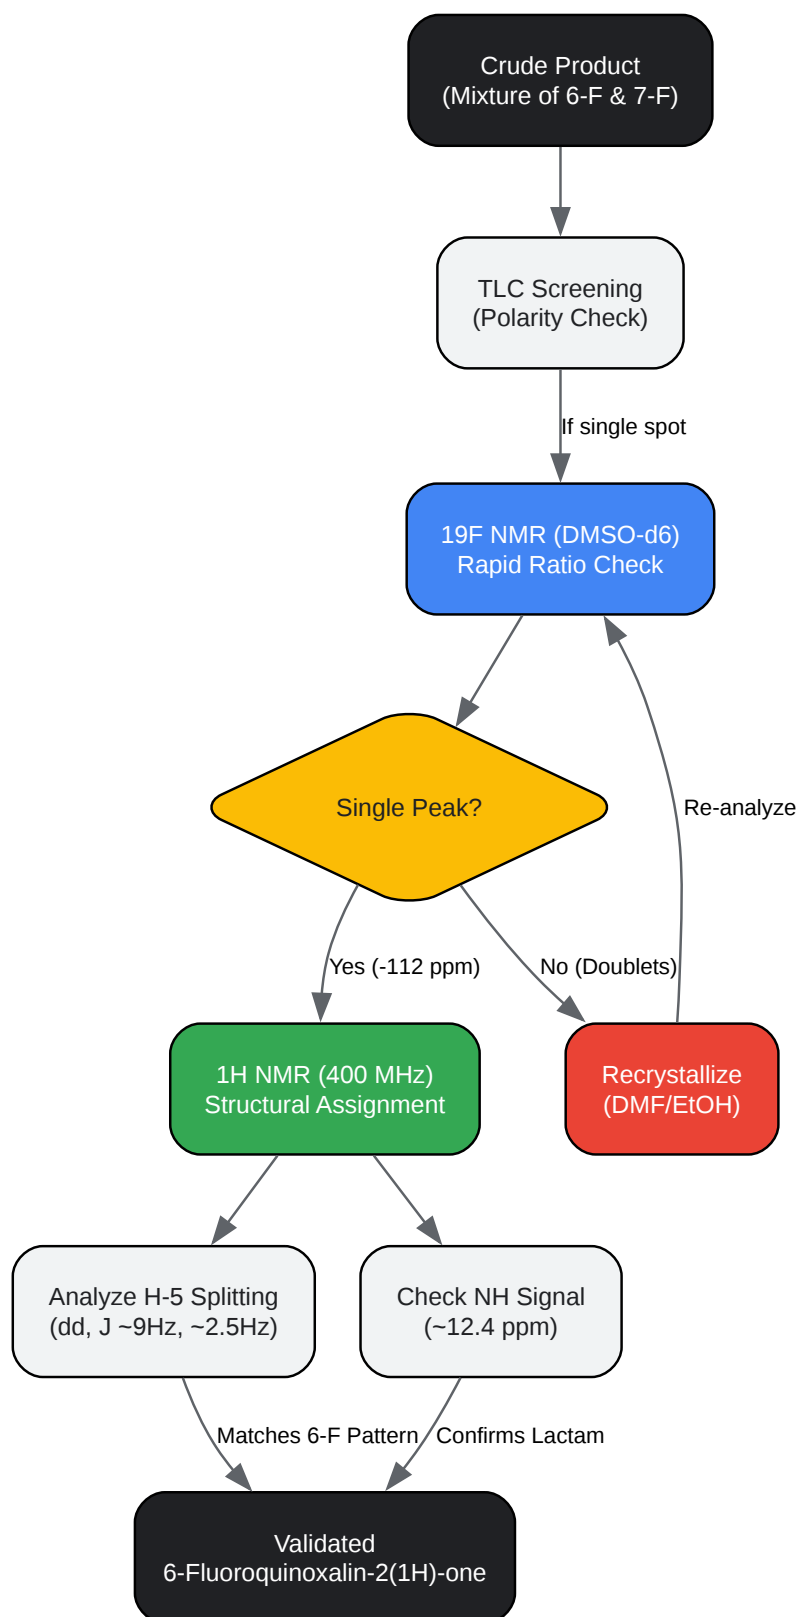 Crude Product
(Mixture of 6-F & 7-F)
TLC Screening
(Polarity Check)
If single spot
19F NMR (DMSO-d6)
Rapid Ratio Check
Single Peak?
Re-analyze
Yes (-112 ppm)
No (Doublets)
1H NMR (400 MHz)
Structural Assignment
Recrystallize
(DMF/EtOH)
Analyze H-5 Splitting
(dd, J ~9Hz, ~2.5Hz)
Check NH Signal
(~12.4 ppm)
Matches 6-F Pattern
Confirms Lactam
Validated
6-Fluoroquinoxalin-2(1H)-one